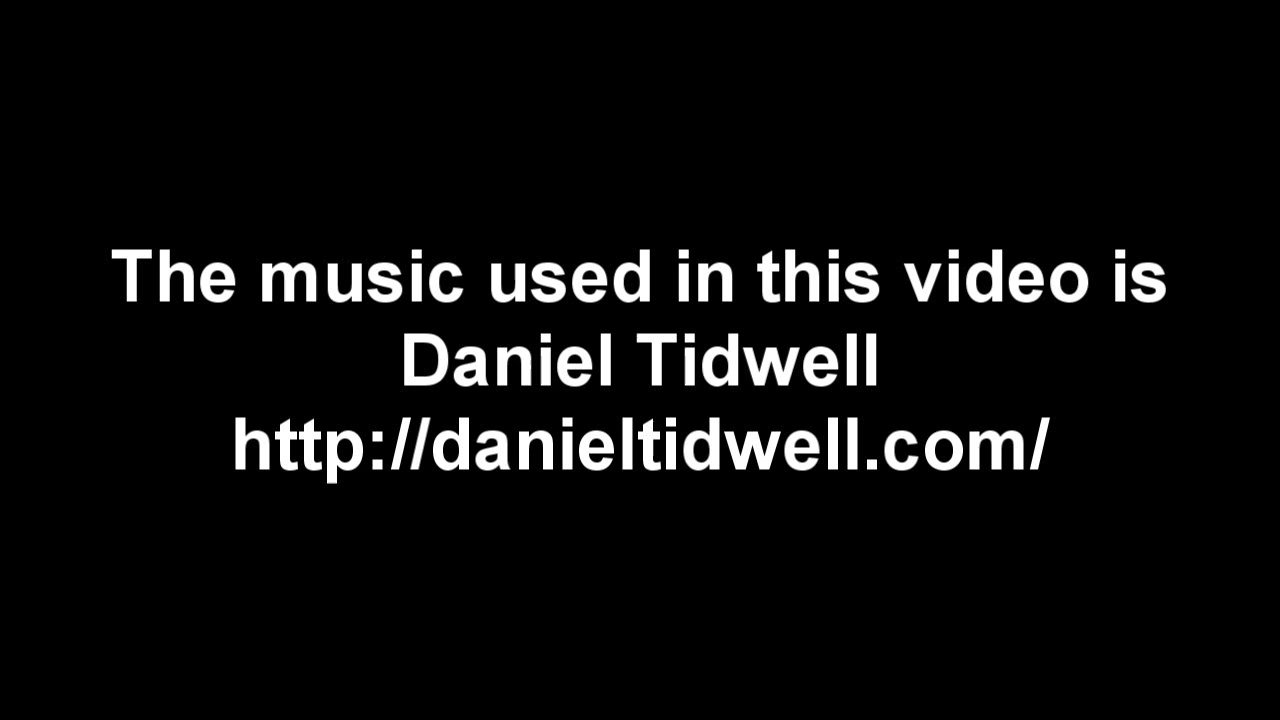 The music used in this video is
Daniel Tidwell
http://danieltidwell.com/